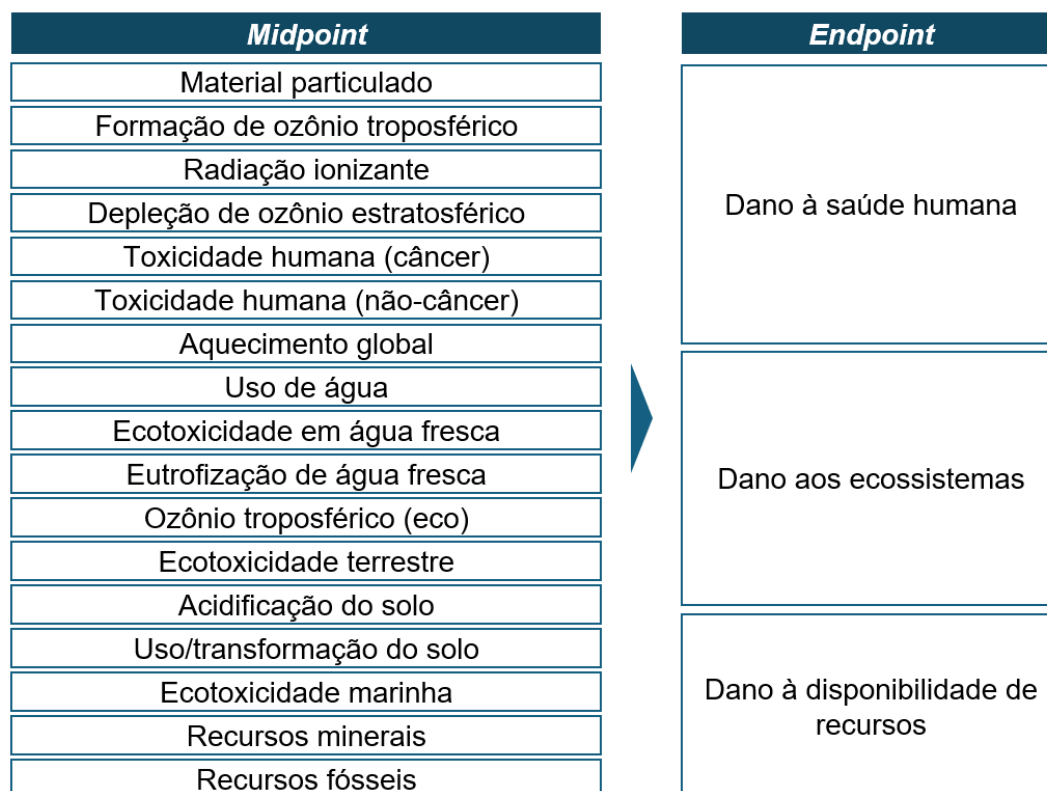 Midpoint
Material particulado
Formação de ozônio troposférico
Radiação ionizante
Depleção de ozônio estratosférico
Toxicidade humana (câncer)
Toxicidade humana (não-câncer)
Aquecimento global
Uso de água
Ecotoxicidade em água fresca
Eutrofização de água fresca
Ozônio troposférico (eco)
Ecotoxicidade terrestre
Acidificação do solo
Uso/transformação do solo
Ecotoxicidade marinha
Recursos minerais
Recursos fósseis
Endpoint
Dano à saúde humana
Dano aos ecossistemas
Dano à disponibilidade de
recursos